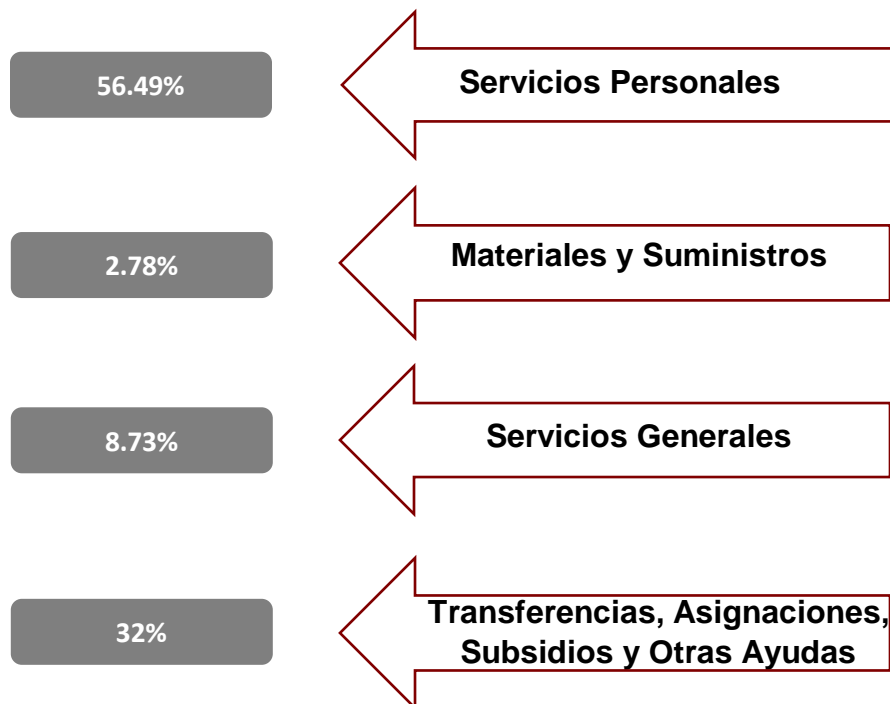 56.49%
Servicios Personales
2.78%
Materiales y Suministros
8.73%
Servicios Generales
32%
Transferencias, Asignaciones,
Subsidios y Otras Ayudas